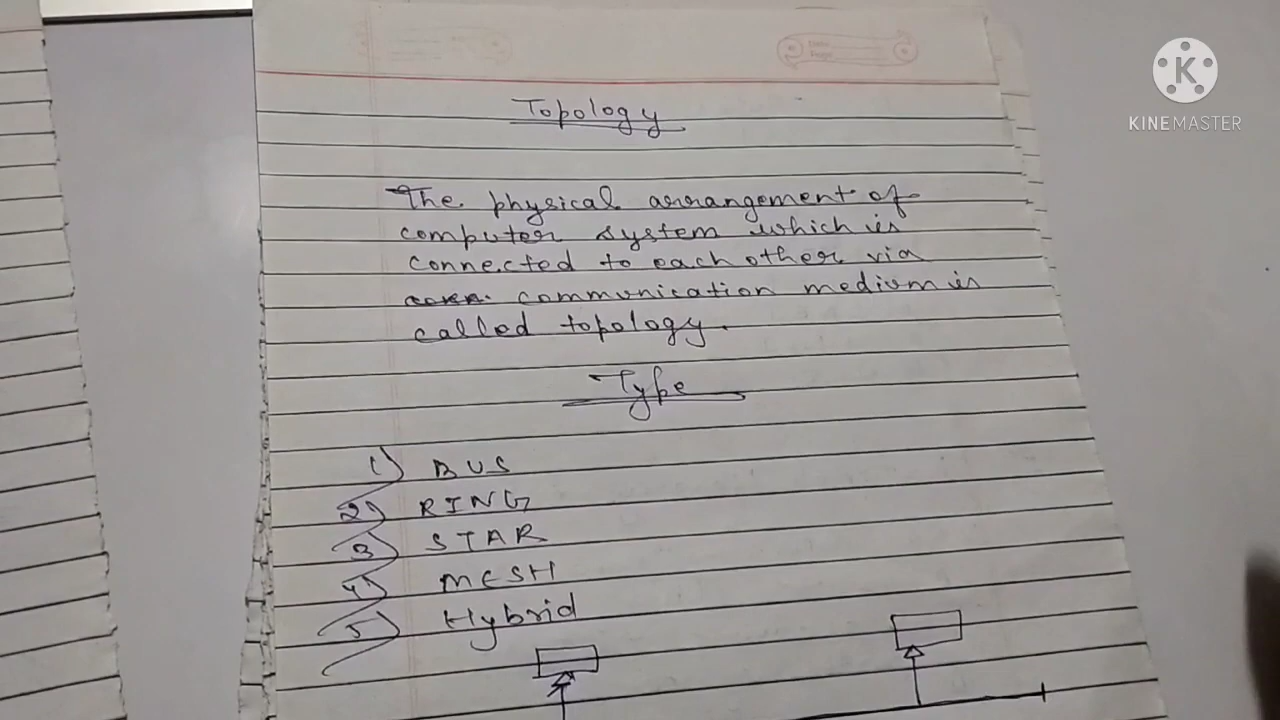 Topology
The physical arrangement of
computer system which is
connected to each other via
communication medium is
called topology.
Type
1) BUS
2) RING
3) STAR
4) MESH
5) Hybrid
K
KINEMASTER